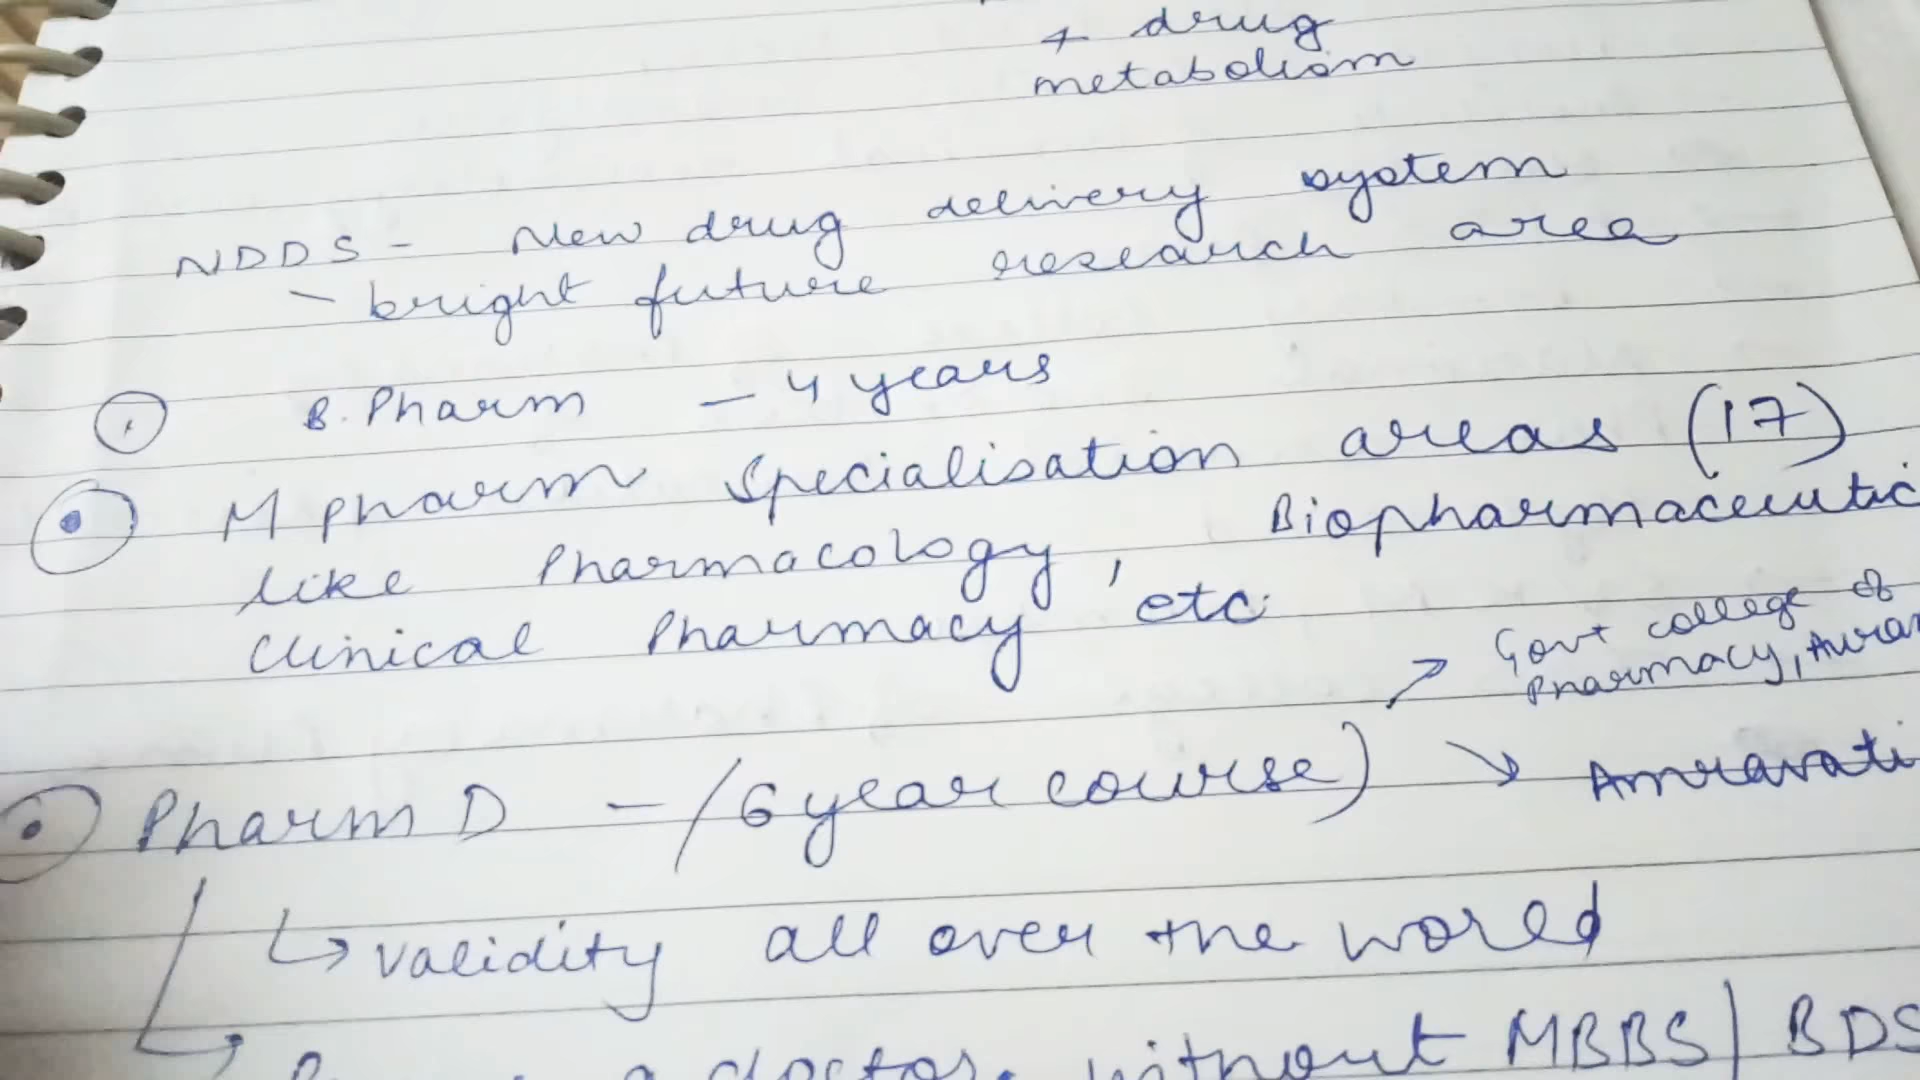 + drug
metabolism
NDDS - New drug delivery system
- bright future research area
B. Pharm - 4 years
M pharm specialisation areas (17)
like Pharmacology, Biopharmaceutic
Clinical Pharmacy, etc.
Govt college of
Pharmacy, Auran
Pharm D - (6 year course)
Amravati
validity all over the world
a doctor without MBBS/ BDS